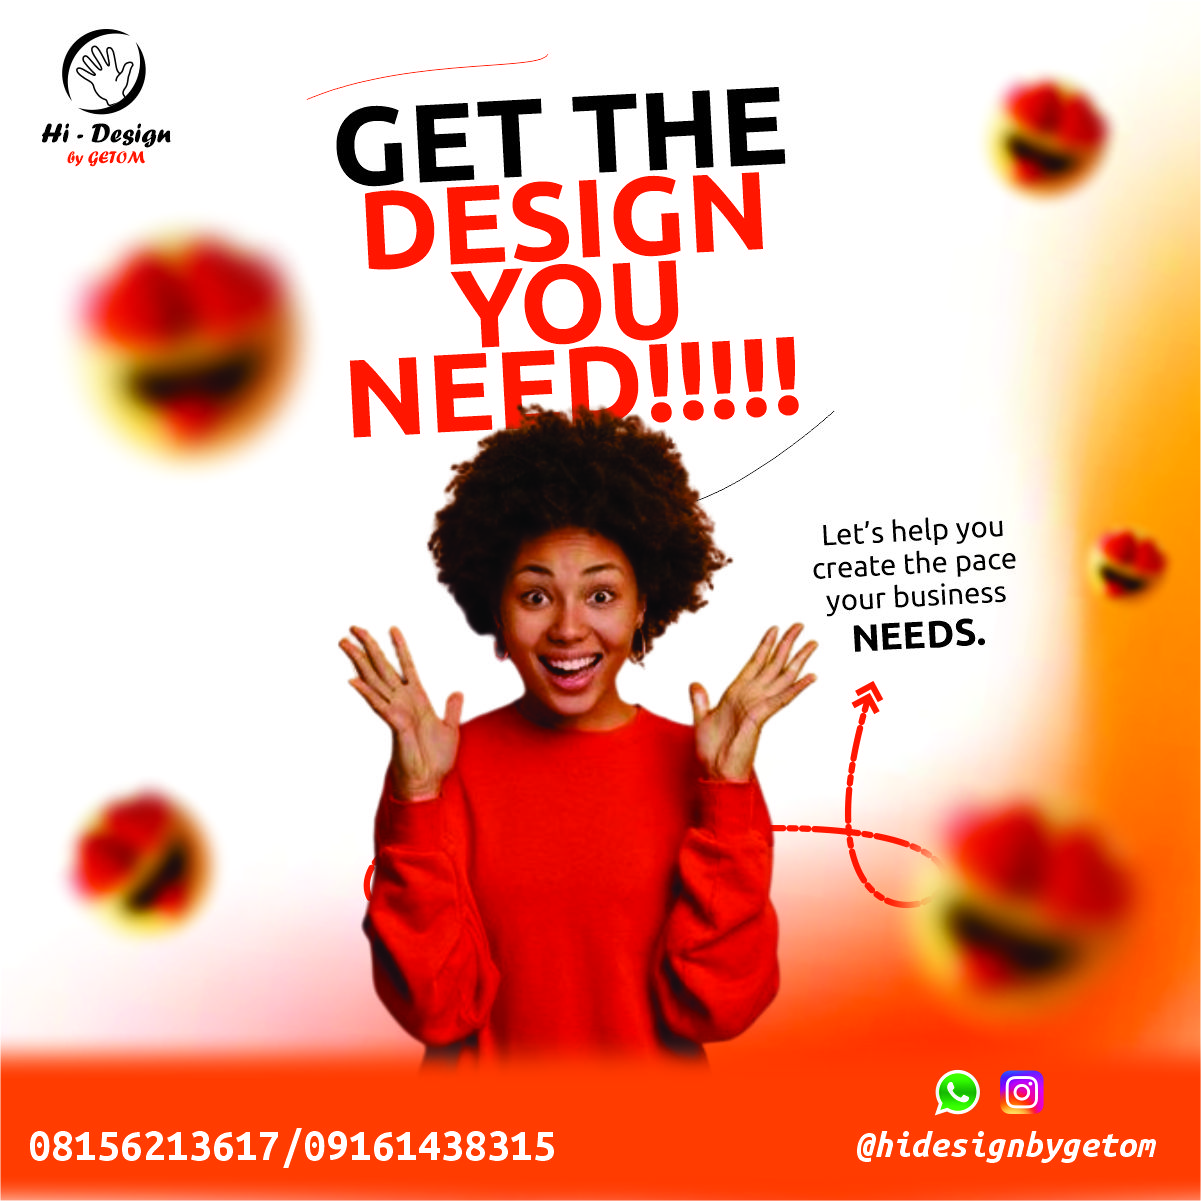 Hi - Design
by GETOM
GET THE
DESIGN
YOU
NEED!!!!!
Let's help you
create the pace
your business
NEEDS.
08156213617/09161438315
@hidesignbygetom